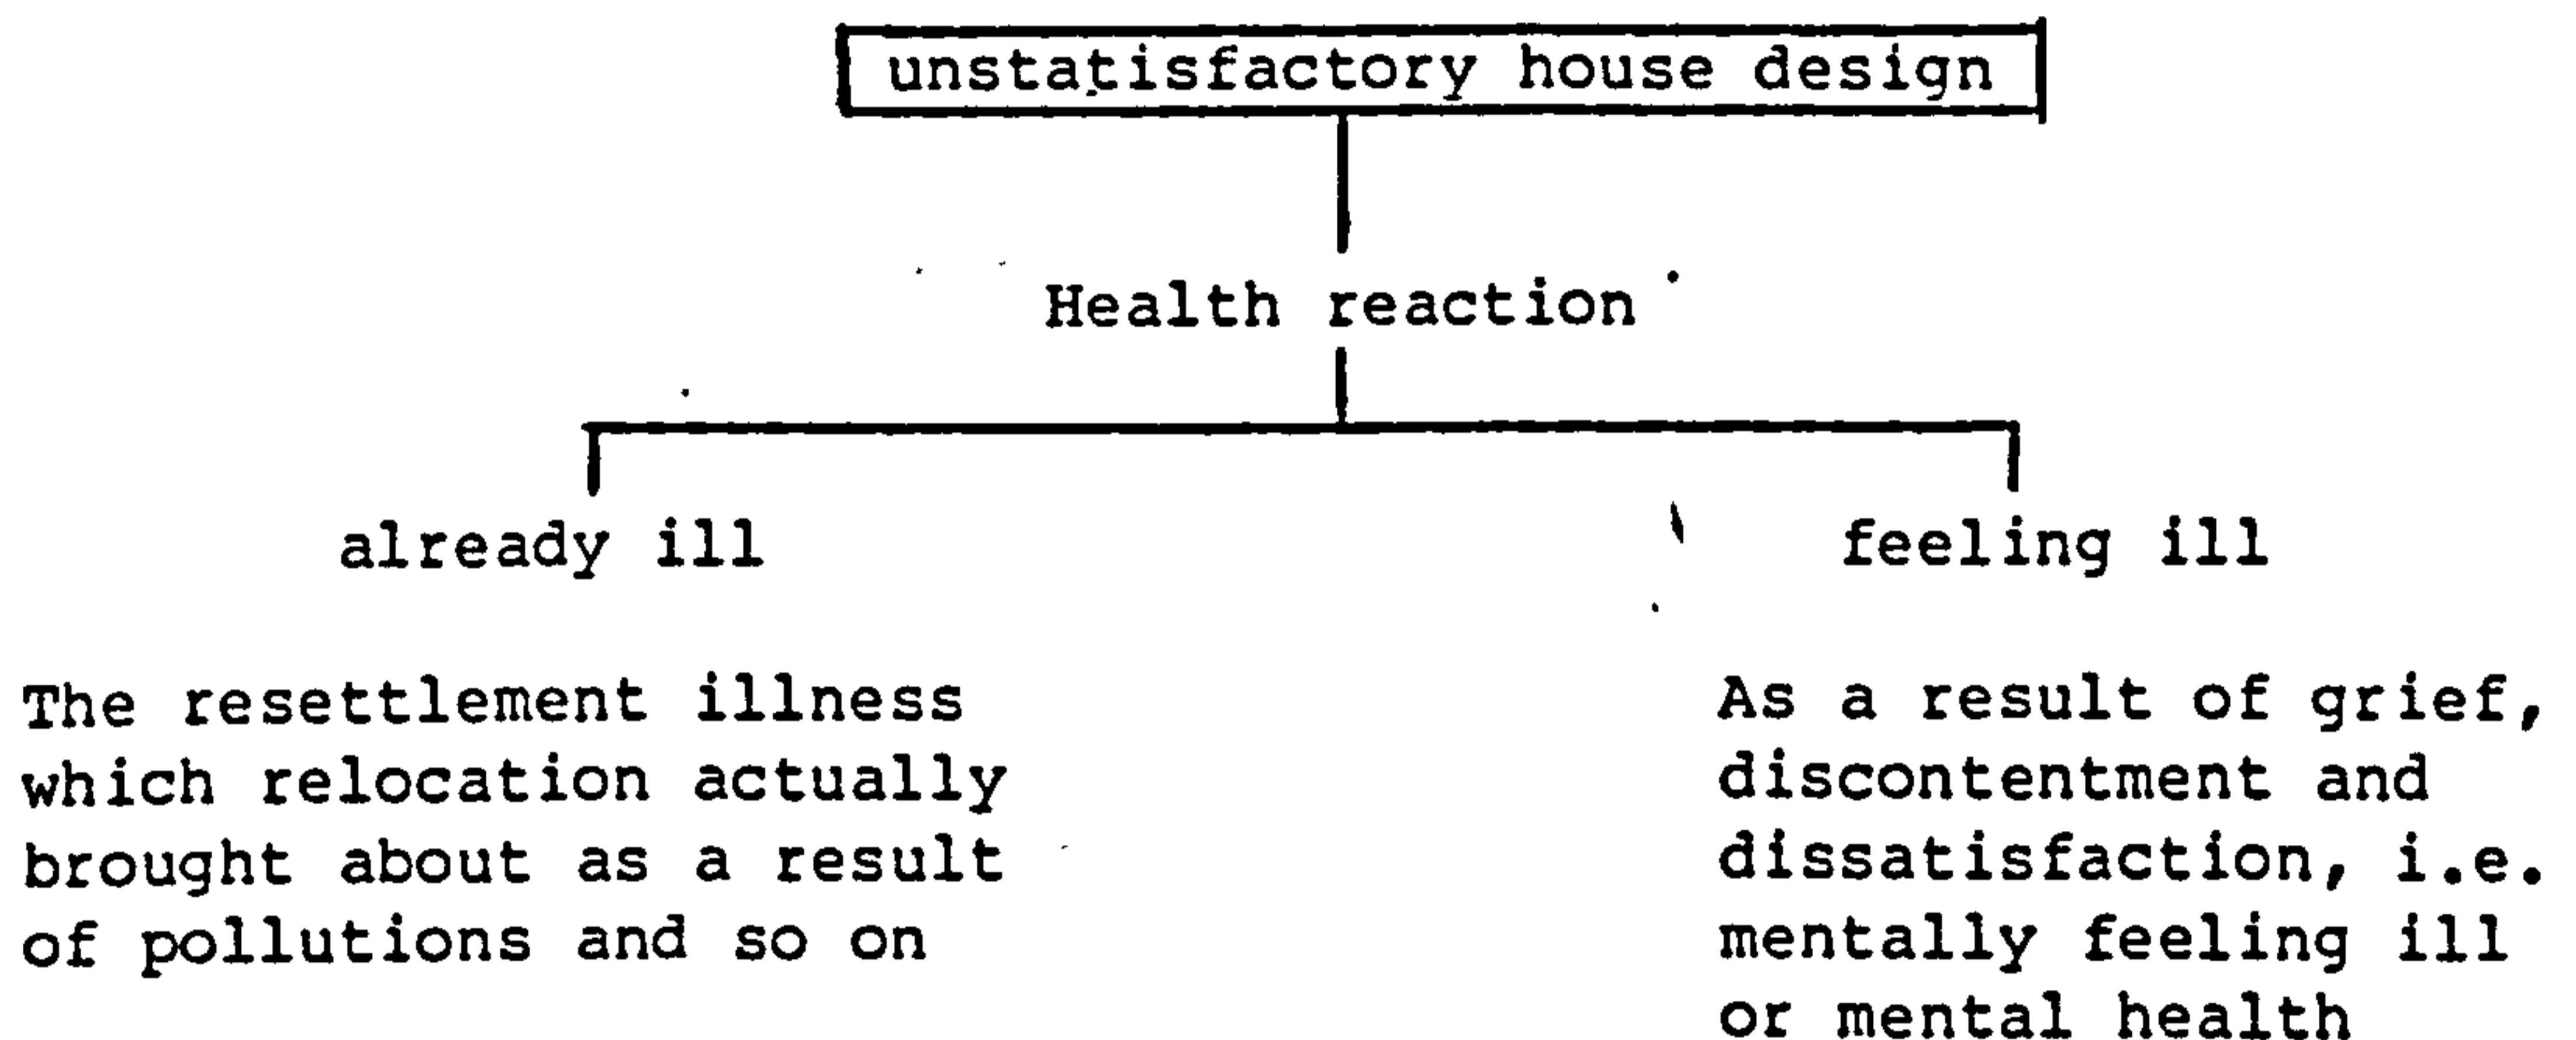 unstatisfactory house design
Health reaction
already ill
feeling ill
The resettlement illness
which relocation actually
brought about as a result
of pollutions and so on
As a result of grief,
discontentment and
dissatisfaction, i.e.
mentally feeling ill
or mental health